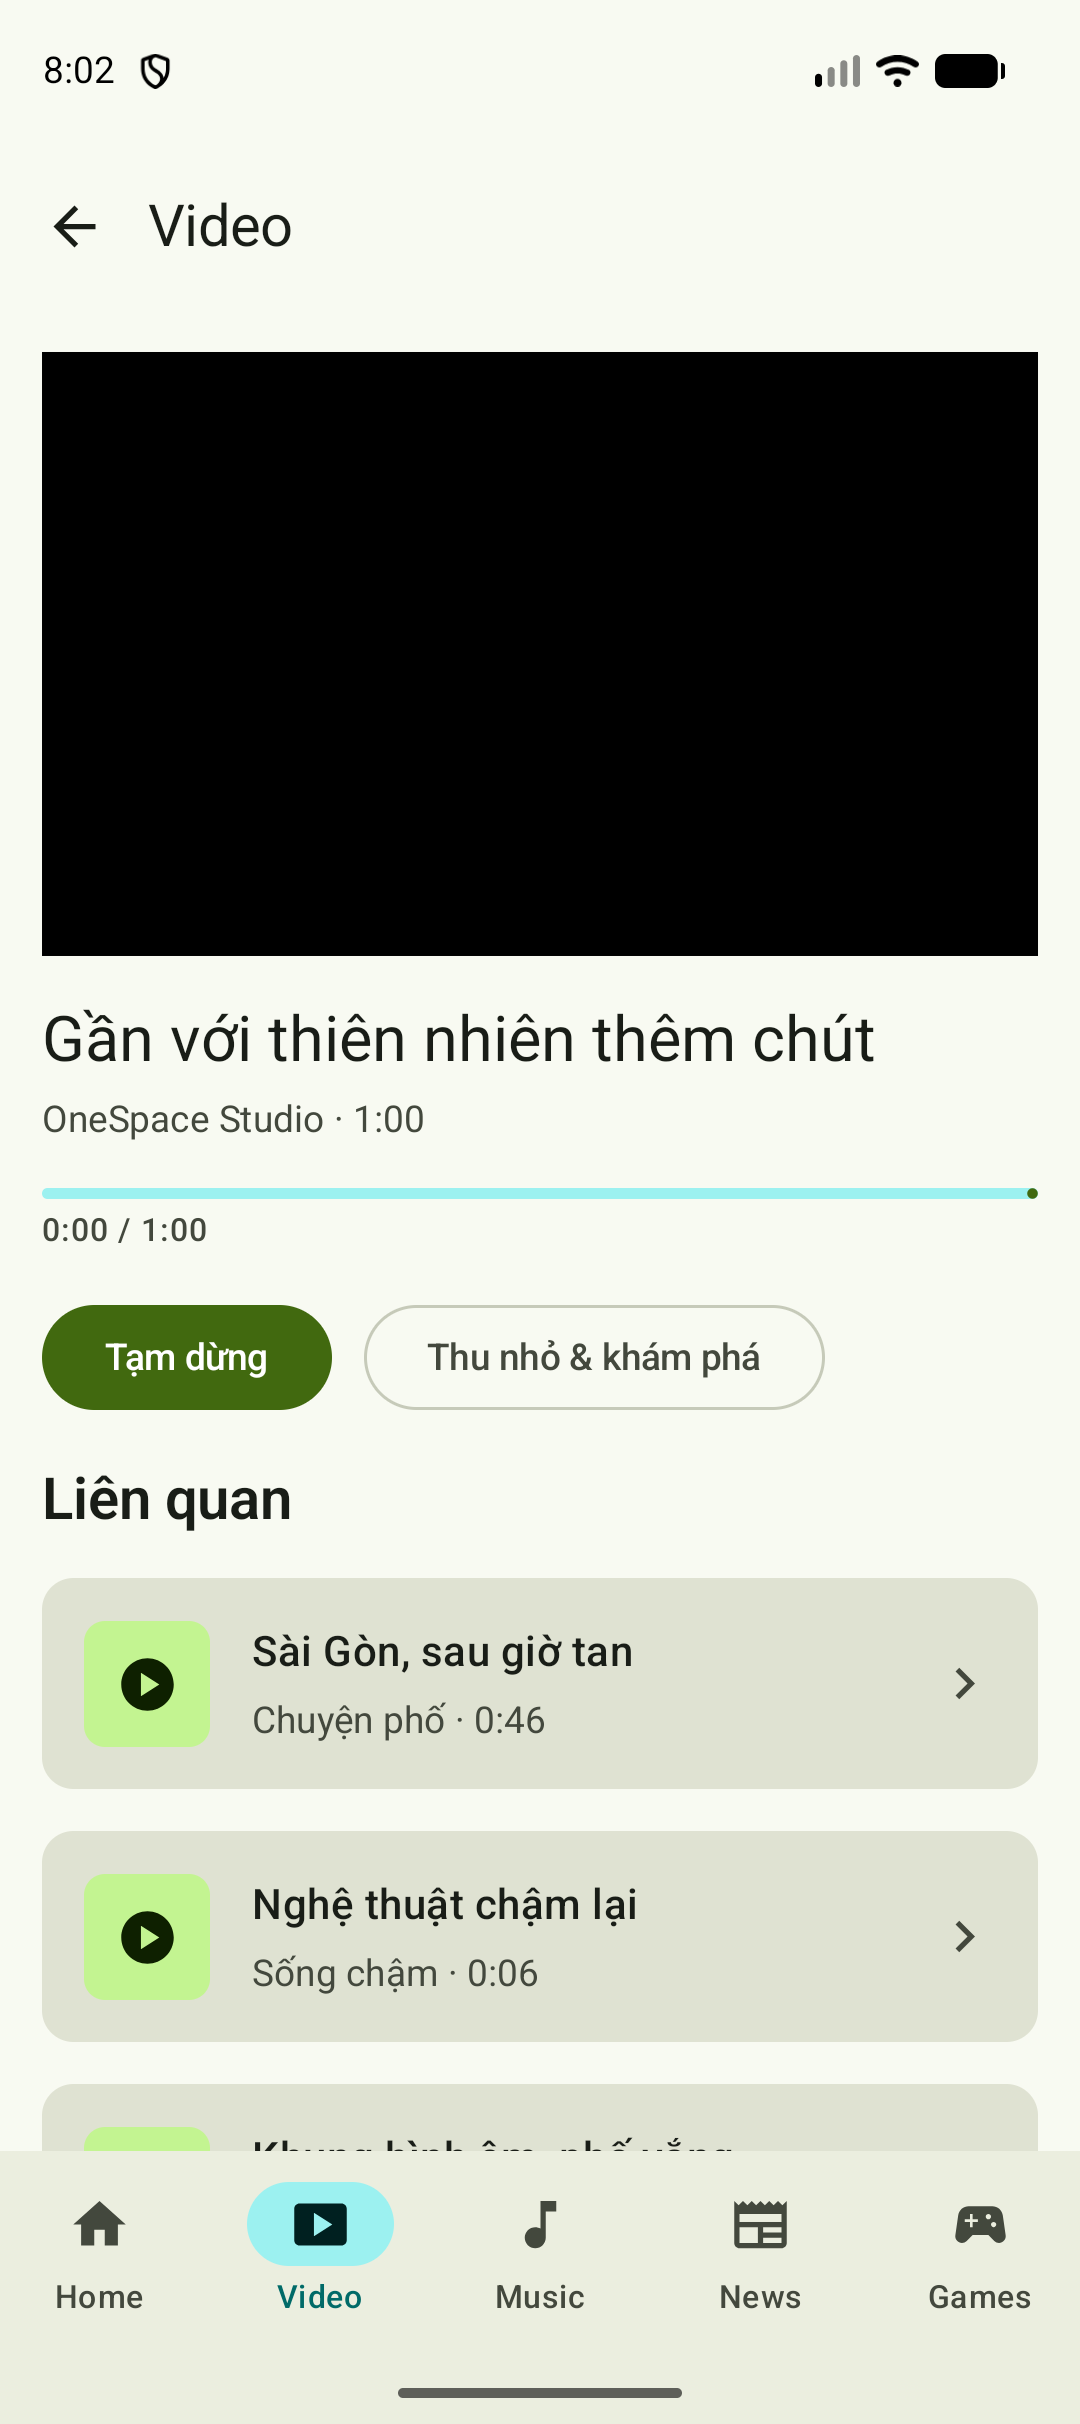 8:02
Video
Gần với thiên nhiên thêm chút
OneSpace Studio · 1:00
0:00 / 1:00
Tạm dừng
Thu nhỏ & khám phá
Liên quan
Sài Gòn, sau giờ tan
Chuyện phố · 0:46
Nghệ thuật chậm lại
Sống chậm · 0:06
Home
Video
Music
News
Games